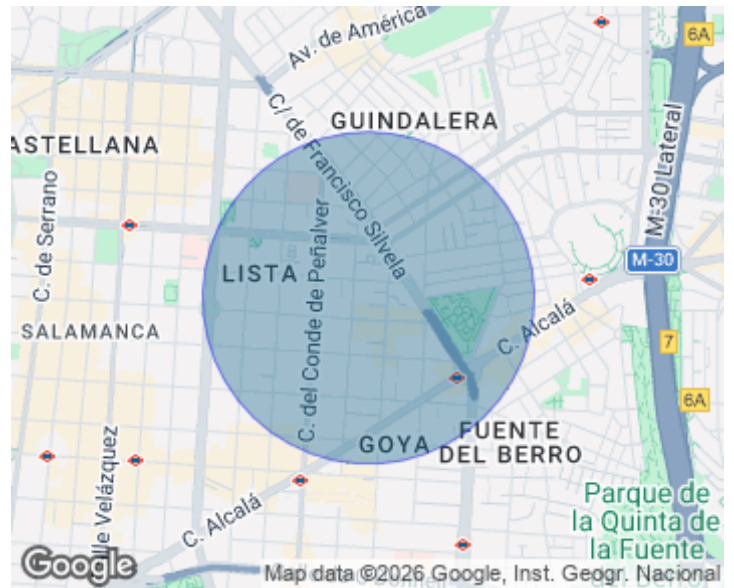 Av. de América
6A
C/ de Francisco Silvela
GUINDALERA
ASTELLANA
M-30 Lateral
C. de Serrano
C. del Conde de Peñalver
M-30
LISTA
SALAMANCA
C. Alcalá
7
6A
GOYA
FUENTE
DEL BERRO
lle Velázquez
C. Alcalá
Parque de
la Quinta de
la Fuente
Google
Map data ©2026 Google, Inst. Geogr. Nacional